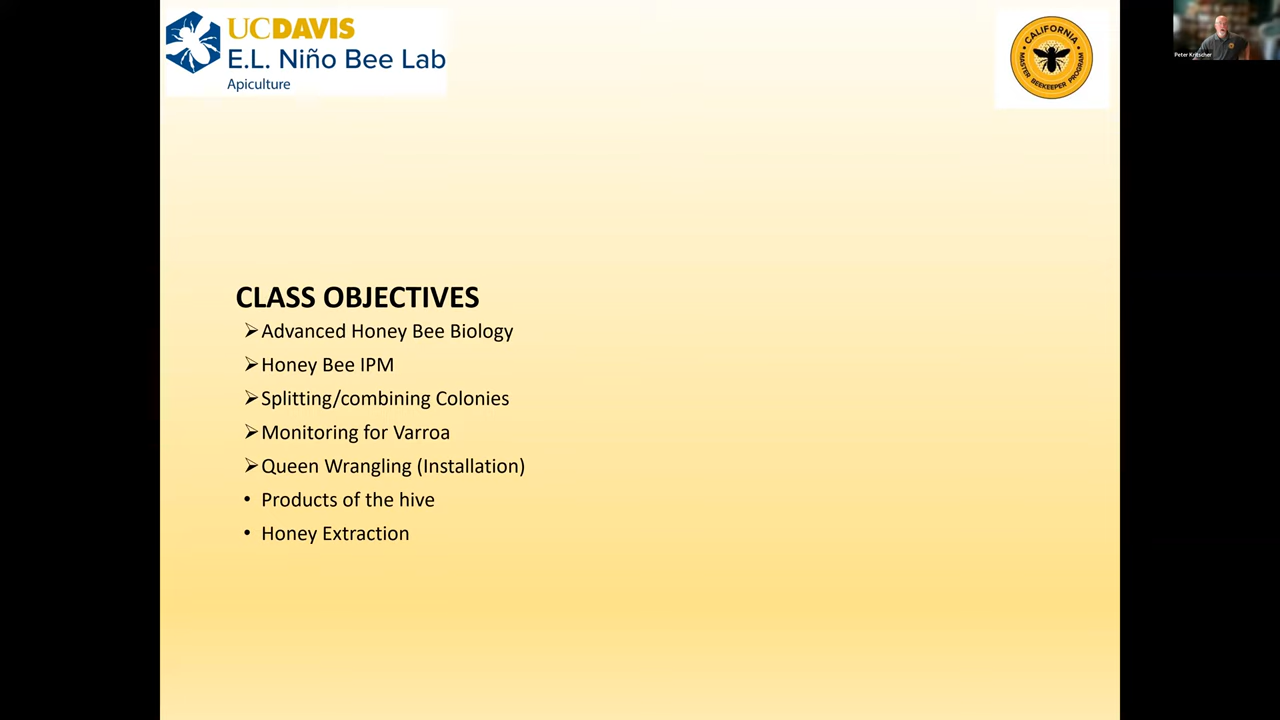 UCDAVIS
E.L. Niño Bee Lab
Apiculture
CALIFORNIA
MASTER BEEKEEPER PROGRAM
Peter Kritscher
CLASS OBJECTIVES
➢Advanced Honey Bee Biology
➢Honey Bee IPM
➢Splitting/combining Colonies
➢Monitoring for Varroa
➢Queen Wrangling (Installation)
• Products of the hive
• Honey Extraction